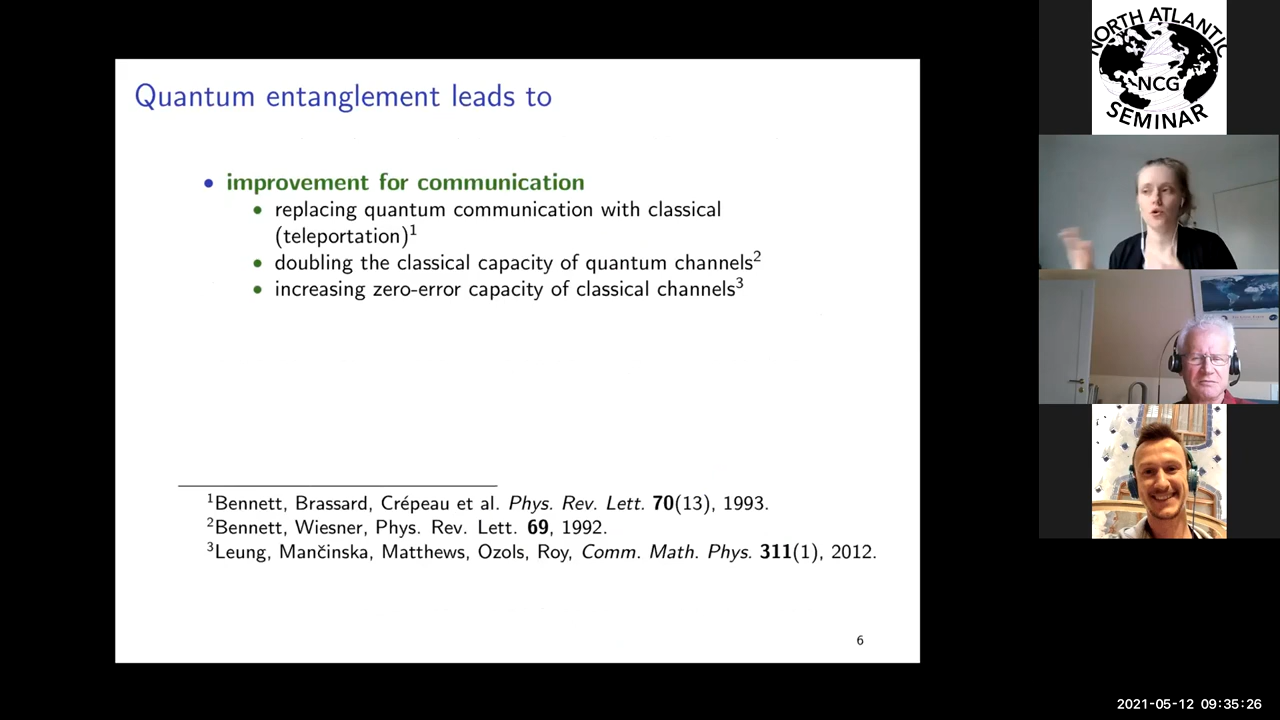 Quantum entanglement leads to
• improvement for communication
• replacing quantum communication with classical
(teleportation)¹
• doubling the classical capacity of quantum channels²
• increasing zero-error capacity of classical channels³
¹Bennett, Brassard, Crépeau et al. Phys. Rev. Lett. 70(13), 1993.
²Bennett, Wiesner, Phys. Rev. Lett. 69, 1992.
³Leung, Mančinska, Matthews, Ozols, Roy, Comm. Math. Phys. 311(1), 2012.
6
NORTH ATLANTIC
NCG
SEMINAR
2021-05-12 09:35:26